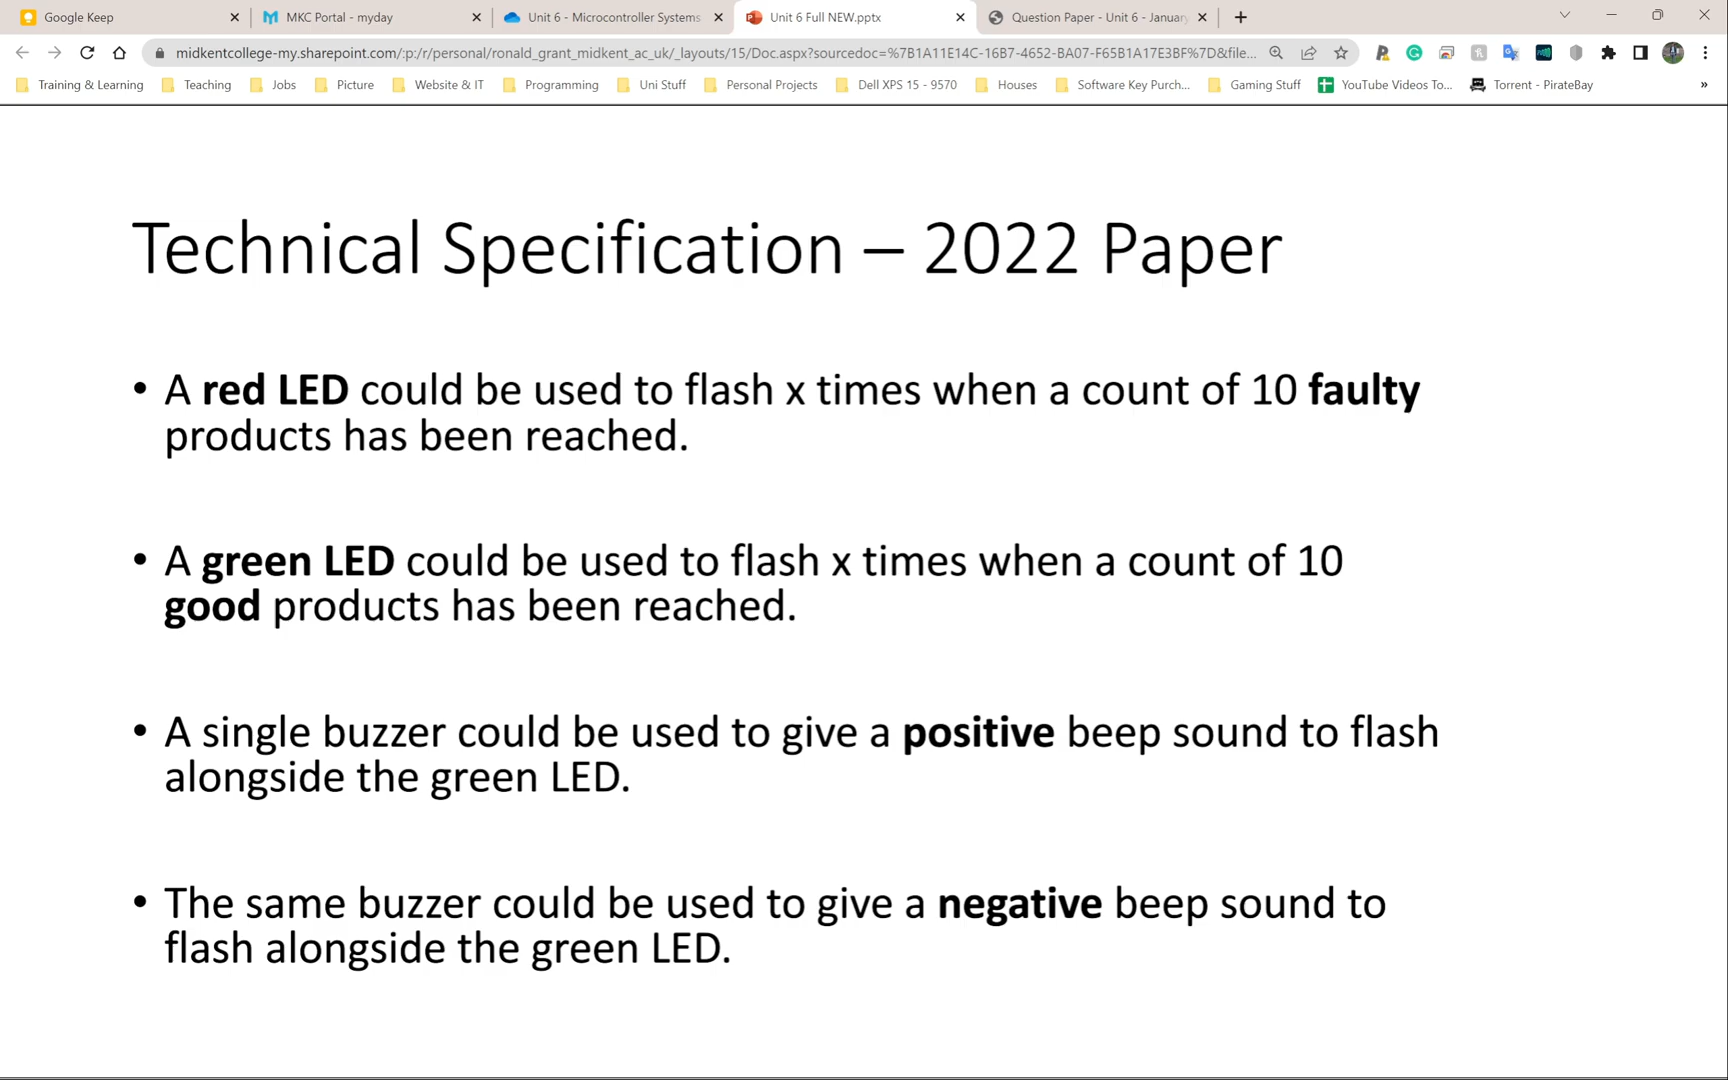 Google Keep
MKC Portal - myday
Unit 6 - Microcontroller Systems
Unit 6 Full NEW.pptx
Question Paper - Unit 6 - January
midkentcollege-my.sharepoint.com/:p:/r/personal/ronald_grant_midkent_ac_uk/_layouts/15/Doc.aspx?sourcedoc=%7B1A11E14C-16B7-4652-BA07-F65B1A17E3BF%7D&file...
Training & Learning
Teaching
Jobs
Picture
Website & IT
Programming
Uni Stuff
Personal Projects
Dell XPS 15 - 9570
Houses
Software Key Purch...
Gaming Stuff
YouTube Videos To...
Torrent - PirateBay
»
Technical Specification – 2022 Paper
• A red LED could be used to flash x times when a count of 10 faulty
products has been reached.
• A green LED could be used to flash x times when a count of 10
good products has been reached.
• A single buzzer could be used to give a positive beep sound to flash
alongside the green LED.
• The same buzzer could be used to give a negative beep sound to
flash alongside the green LED.